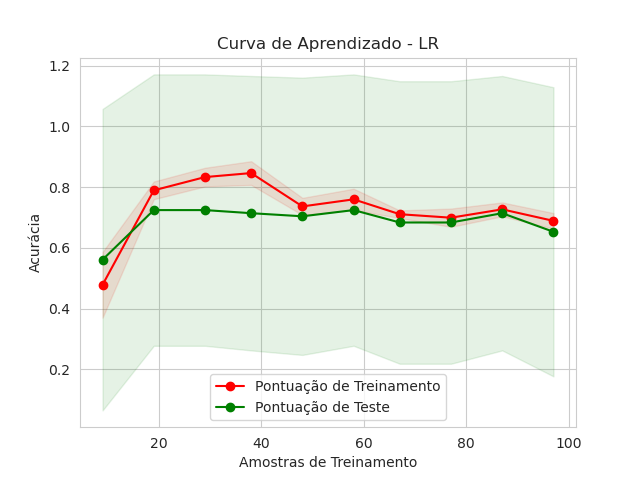 Curva de Aprendizado - LR
1.2
1.0
0.8
0.6
0.4
0.2
Acurácia
Pontuação de Treinamento
Pontuação de Teste
20
40
60
80
100
Amostras de Treinamento